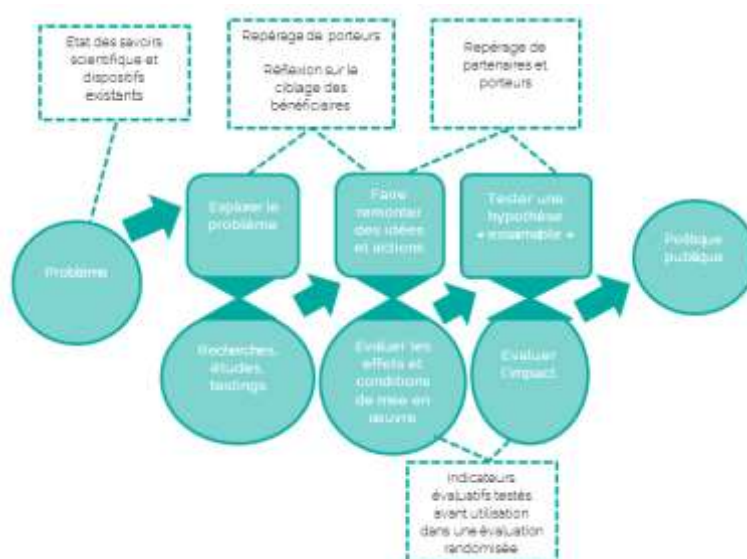 Etat des savoirs
scientifique et
dispositifs
existants
Repérage de porteurs
Réflexion sur le
ciblage des
bénéficiaires
Repérage de
partenaires et
porteurs
Problème
Explorer le
problème
Faire
remonter
des idées
et actions
Tester une
hypothèse
« essaimable »
Politique
publique
Recherches,
études,
testings
Evaluer les
effets et
conditions
de mise en
œuvre
Evaluer
l'impact
Indicateurs
évaluatifs testés
avant utilisation
dans une évaluation
randomisée